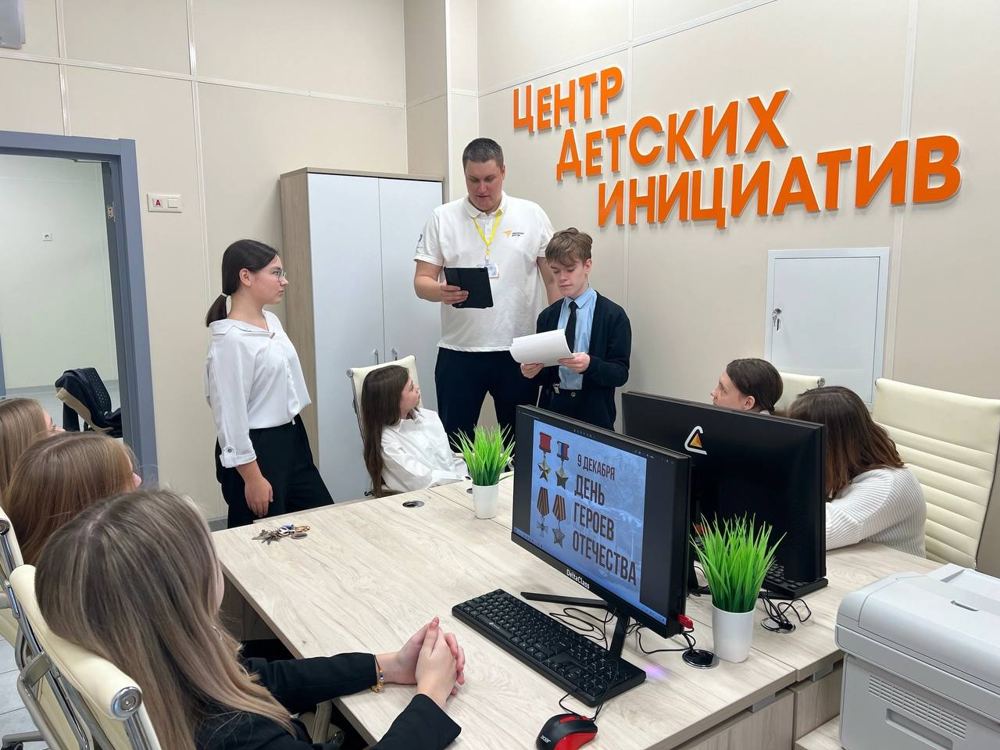 ЦЕНТР
ДЕТСКИХ
ИНИЦИАТИВ
А
9 ДЕКАБРЯ
ДЕНЬ
ГЕРОЕВ
ОТЕЧЕСТВА
DeltaClass
acer